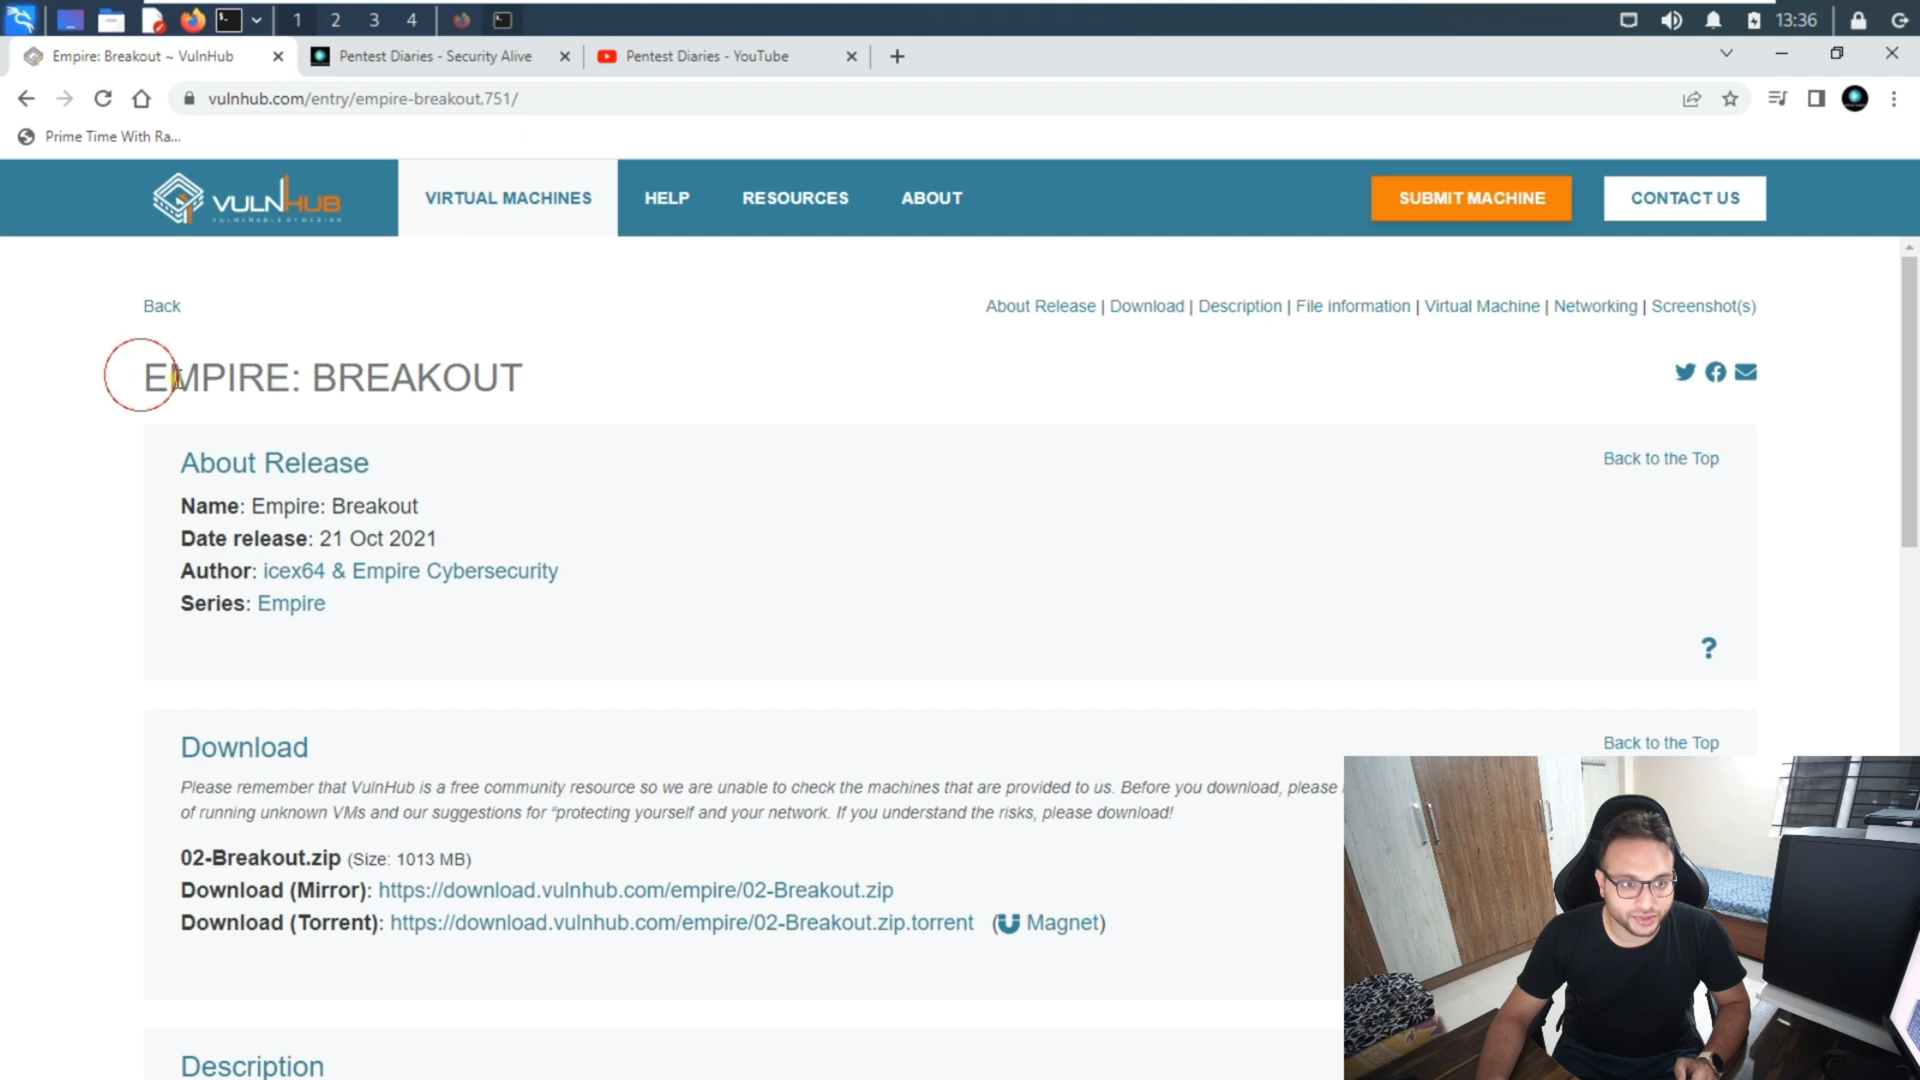 1 2 3 4 13:36
Empire: Breakout ~ VulnHub Pentest Diaries - Security Alive Pentest Diaries - YouTube
vulnhub.com/entry/empire-breakout,751/
Prime Time With Ra...
VULNHUB VIRTUAL MACHINES HELP RESOURCES ABOUT SUBMIT MACHINE CONTACT US
VULNERABLE BY DESIGN
Back About Release | Download | Description | File information | Virtual Machine | Networking | Screenshot(s)
EMPIRE: BREAKOUT
About Release Back to the Top
Name: Empire: Breakout
Date release: 21 Oct 2021
Author: icex64 & Empire Cybersecurity
Series: Empire
?
Download Back to the Top
Please remember that VulnHub is a free community resource so we are unable to check the machines that are provided to us. Before you download, please
of running unknown VMs and our suggestions for “protecting yourself and your network. If you understand the risks, please download!
02-Breakout.zip (Size: 1013 MB)
Download (Mirror): https://download.vulnhub.com/empire/02-Breakout.zip
Download (Torrent): https://download.vulnhub.com/empire/02-Breakout.zip.torrent (Magnet)
Description